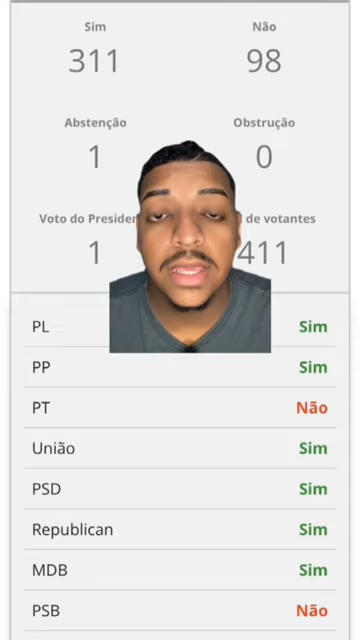 Sim Não
311 98
Abstenção Obstrução
1 0
Voto do Presiden de votantes
1 411
PL Sim
PP Sim
PT Não
União Sim
PSD Sim
Republican Sim
MDB Sim
PSB Não